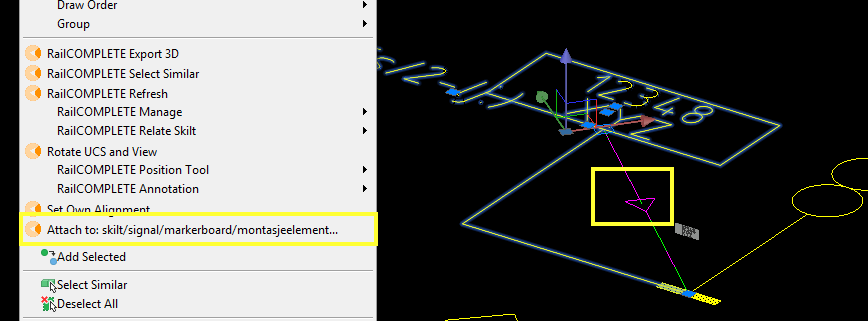 Draw Order
Group
RailCOMPLETE Export 3D
RailCOMPLETE Select Similar
RailCOMPLETE Refresh
RailCOMPLETE Manage
RailCOMPLETE Relate Skilt
Rotate UCS and View
RailCOMPLETE Position Tool
RailCOMPLETE Annotation
Set Own Alignment
Attach to: skilt/signal/markerboard/montasjeelement...
Add Selected
Select Similar
Deselect All